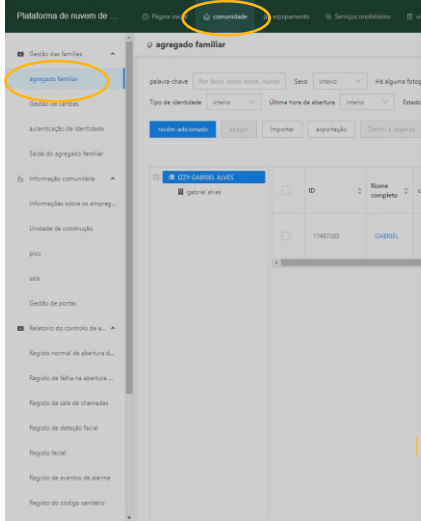 Plataforma de nuvem de ...
Página inici
comunidade
equipamento
Serviços imobiliários
Gestão das famílias
agregado familiar
Gestão de cartões
autenticação de identidade
Saída do agregado familiar
Informação comunitária
Informações sobre os empreg...
Unidade de construção
piso
sala
Gestão de portas
Relatório do controlo de a...
Registo normal de abertura d...
Registo de falha na abertura ...
Registo da sala de chamadas
Registo de deteção facial
Registo facial
Registo de eventos de alarme
Registo do código sanitário
agregado familiar
palavra-chave Por favor, insira nome, númer Sexo inteiro Há alguma fotog
Tipo de identidade inteiro Última hora de abertura inteiro Estado
recém-adicionado apagar Importar exportação Definir a legenda
IZZY GABRIEL ALVES
gabriel alves
ID Nome completo c
17407202 GABRIEL